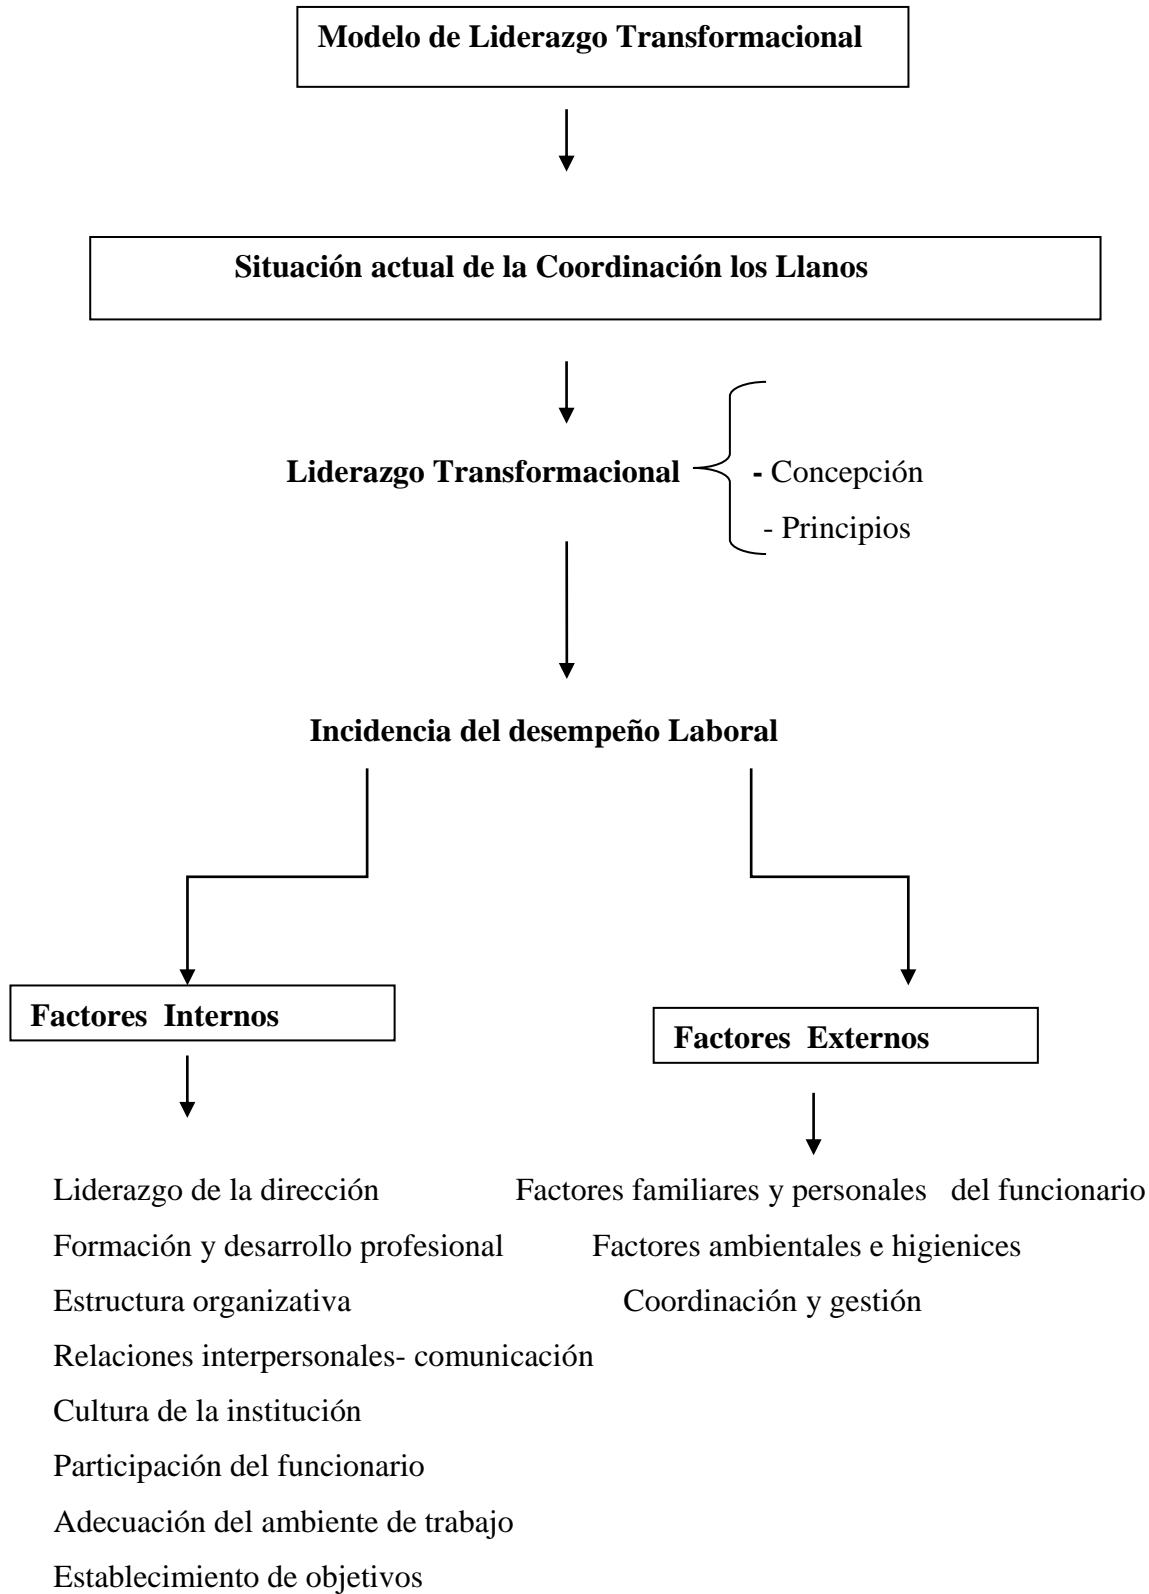 Modelo de Liderazgo Transformacional
Situación actual de la Coordinación los Llanos
Liderazgo Transformacional
- Concepción
- Principios
Incidencia del desempeño Laboral
Factores Internos
Liderazgo de la dirección
Formación y desarrollo profesional
Estructura organizativa
Relaciones interpersonales- comunicación
Cultura de la institución
Participación del funcionario
Adecuación del ambiente de trabajo
Establecimiento de objetivos
Factores Externos
Factores familiares y personales del funcionario
Factores ambientales e higienices
Coordinación y gestión